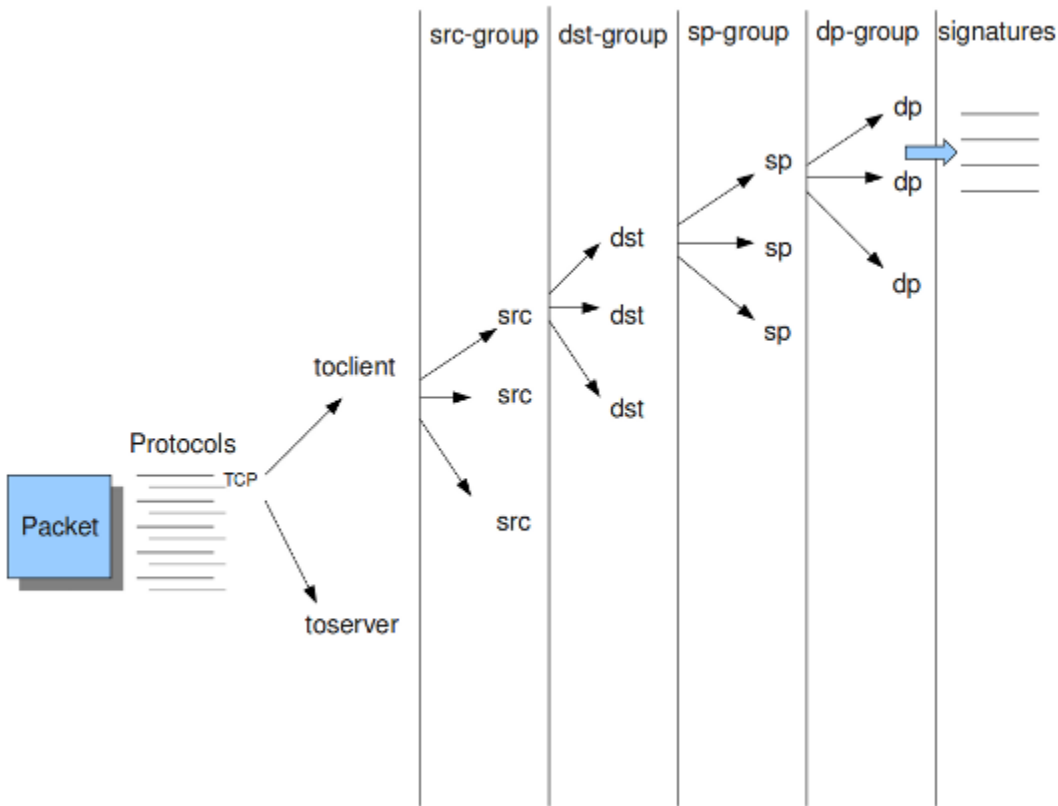 src-group dst-group sp-group dp-group signatures
dp
sp
dp
dst
sp
dp
src
dst
sp
toclient
src
dst
Protocols
TCP
Packet
src
toserver